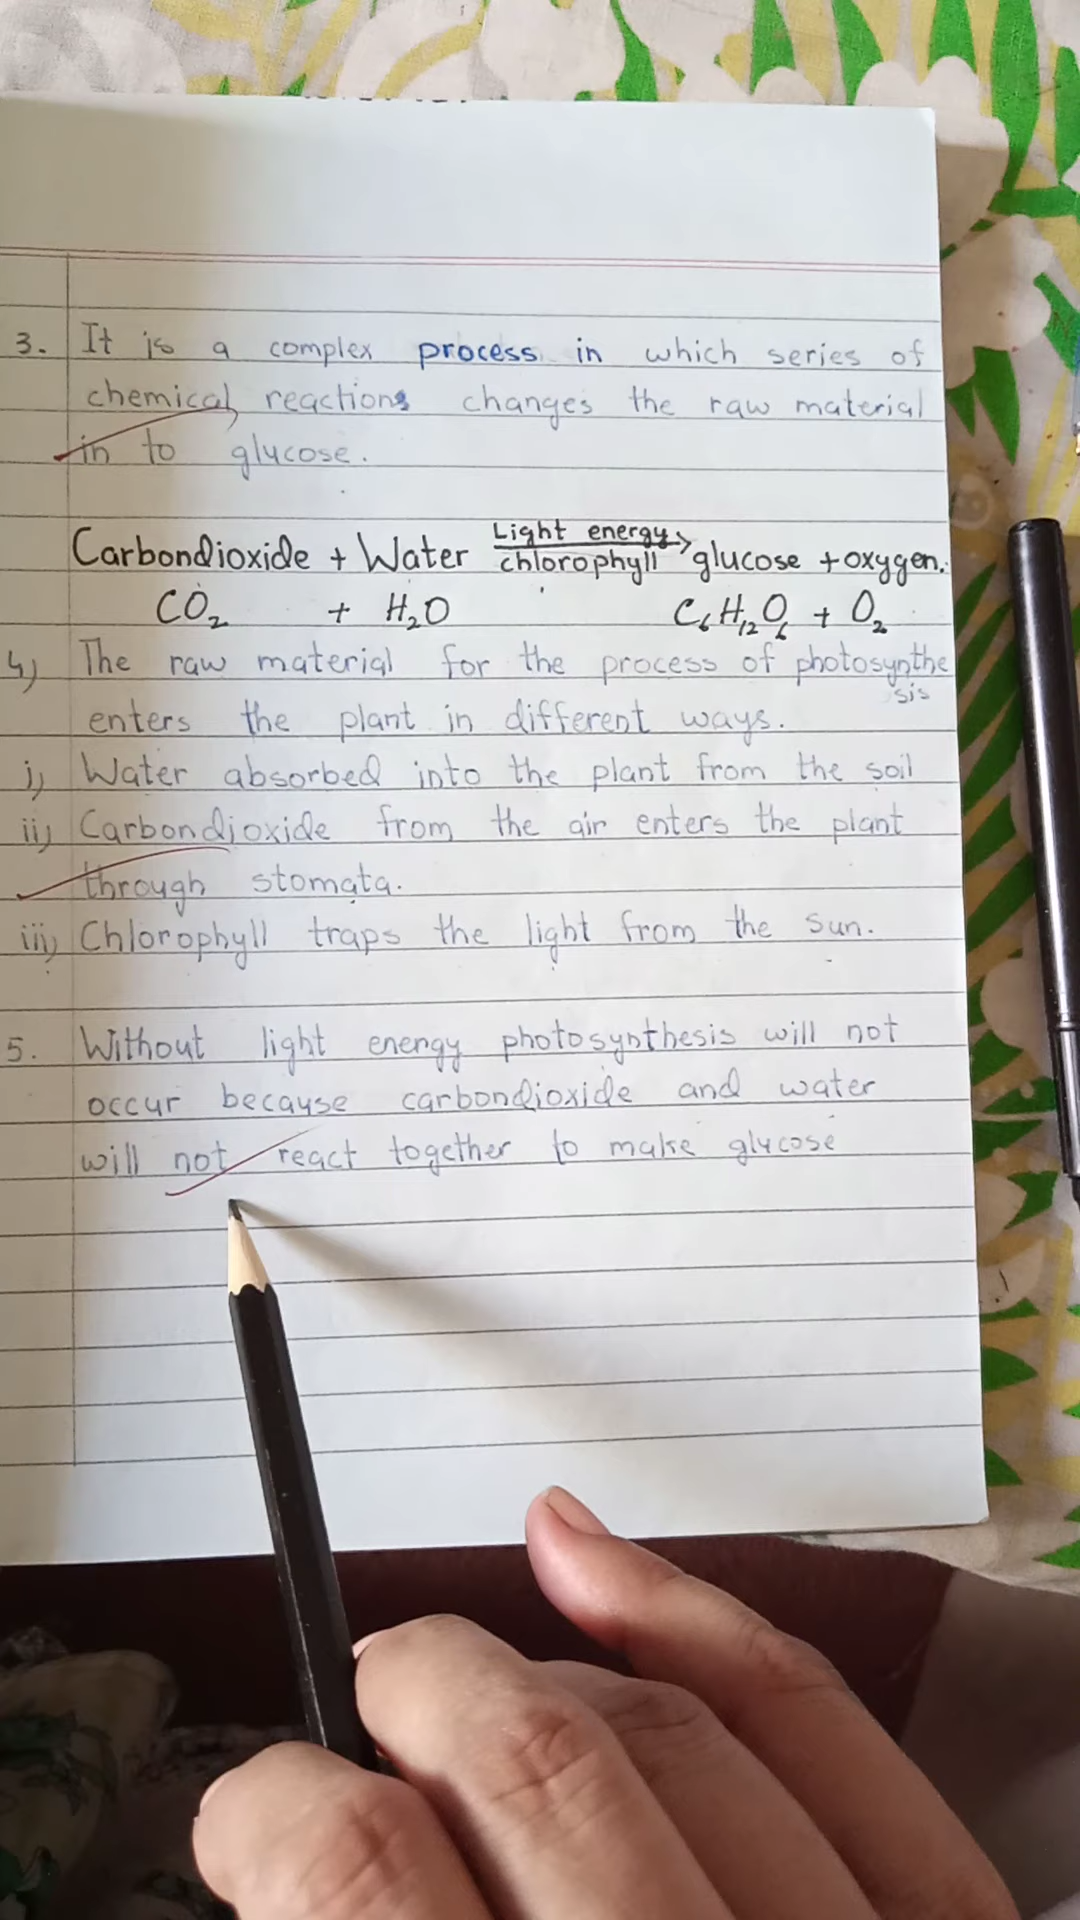 3. It is a complex process in which series of
chemical reactions changes the raw material
in to glucose.
Light energy
Carbondioxide + Water → glucose + oxygen.
chlorophyll
CO₂ + H₂O C₆H₁₂O₆ + O₂
4) The raw material for the process of photosynthe
sis
enters the plant in different ways.
i) Water absorbed into the plant from the soil
ii) Carbondioxide from the air enters the plant
through stomata.
iii) Chlorophyll traps the light from the sun.
5. Without light energy photosynthesis will not
occur because carbondioxide and water
will not react together to make glucose